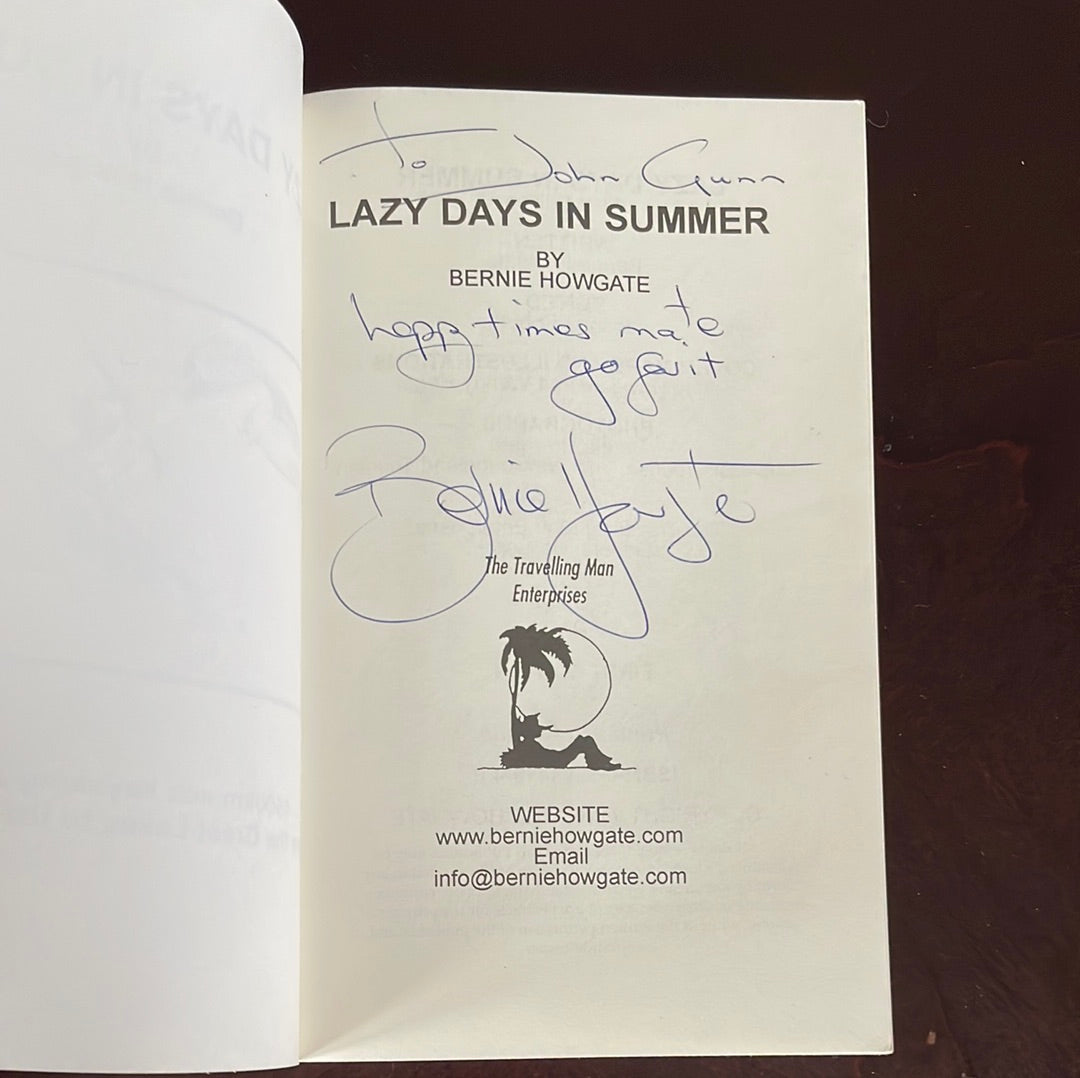 To John Gunn
LAZY DAYS IN SUMMER
BY
BERNIE HOWGATE
happy times mate
go for it
Bernie Howgate
The Travelling Man
Enterprises
WEBSITE
www.berniehowgate.com
Email
info@berniehowgate.com